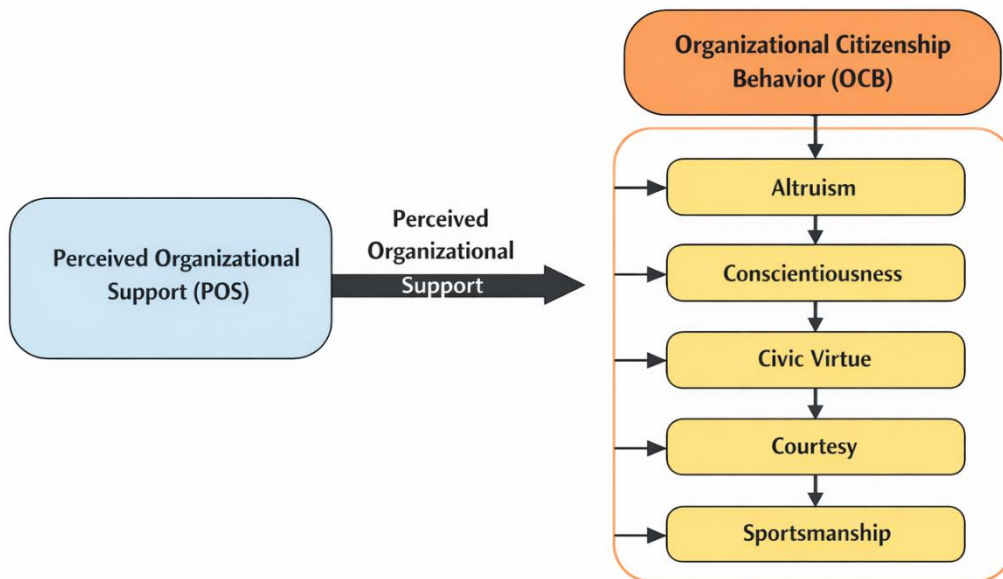 Organizational Citizenship
Behavior (OCB)
Altruism
Perceived
Organizational
Support
Perceived Organizational
Support (POS)
Conscientiousness
Civic Virtue
Courtesy
Sportsmanship